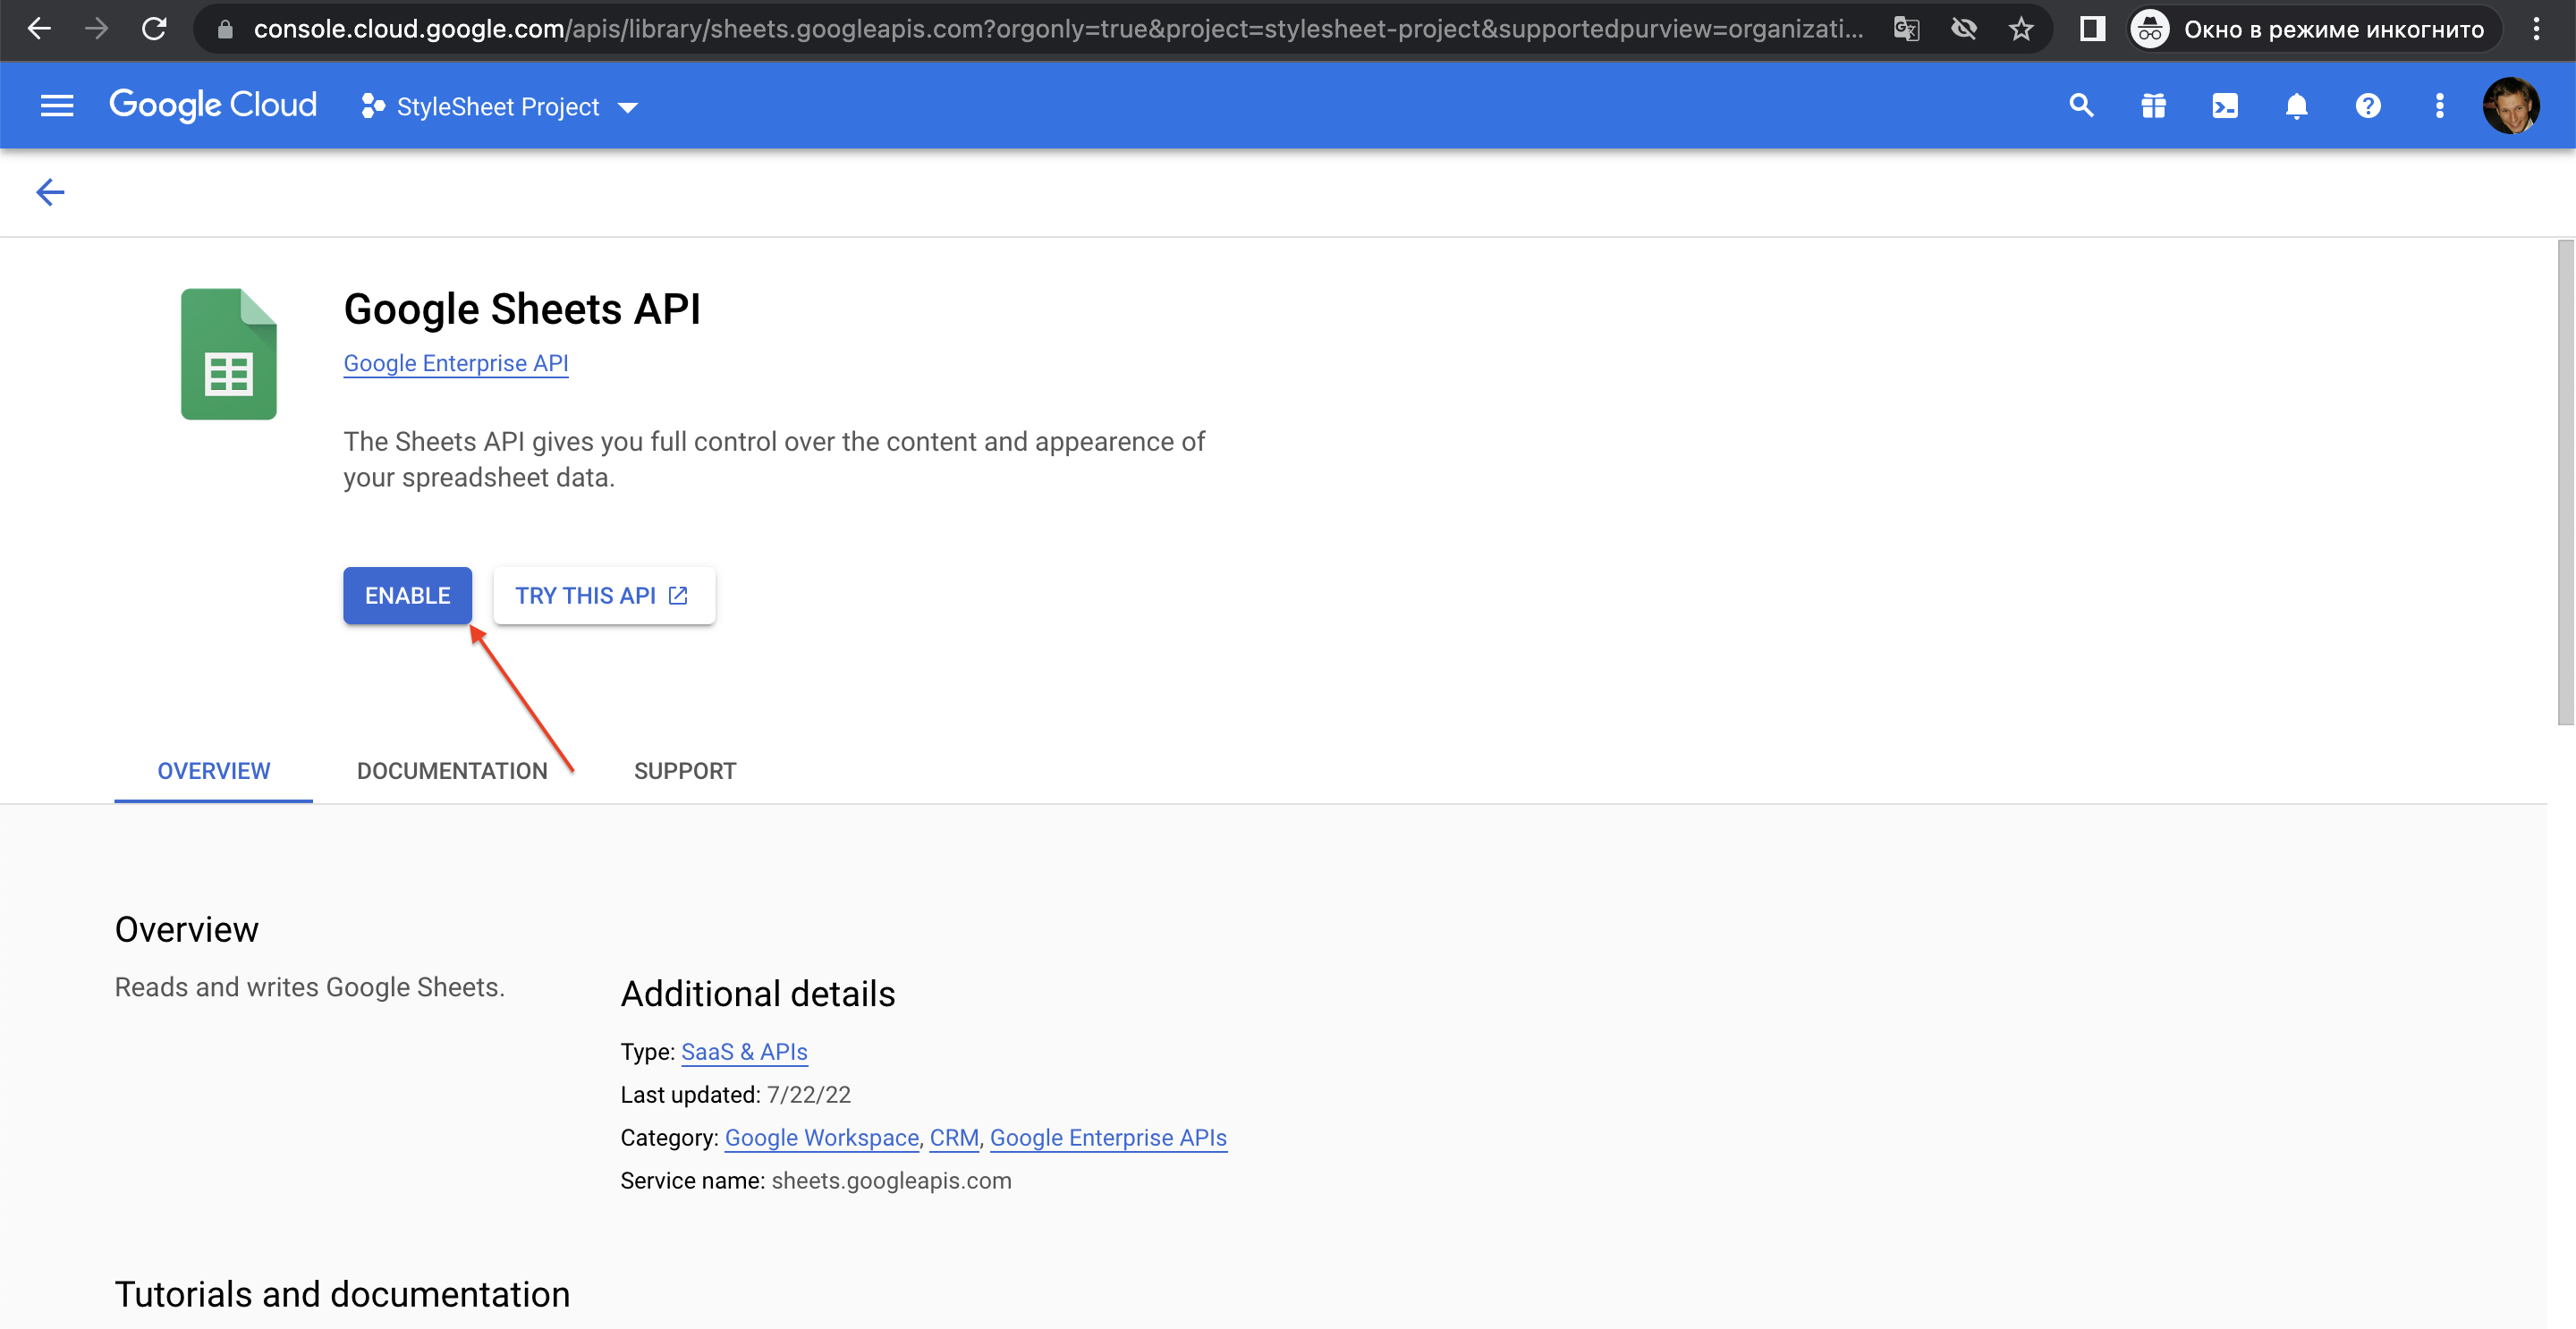 console.cloud.google.com/apis/library/sheets.googleapis.com?orgonly=true&project=stylesheet-project&supportedpurview=organizati...
Окно в режиме инкогнито
Google Cloud
StyleSheet Project
Google Sheets API
Google Enterprise API
The Sheets API gives you full control over the content and appearence of
your spreadsheet data.
ENABLE
TRY THIS API
OVERVIEW
DOCUMENTATION
SUPPORT
Overview
Reads and writes Google Sheets.
Additional details
Type: SaaS & APIs
Last updated: 7/22/22
Category: Google Workspace, CRM, Google Enterprise APIs
Service name: sheets.googleapis.com
Tutorials and documentation